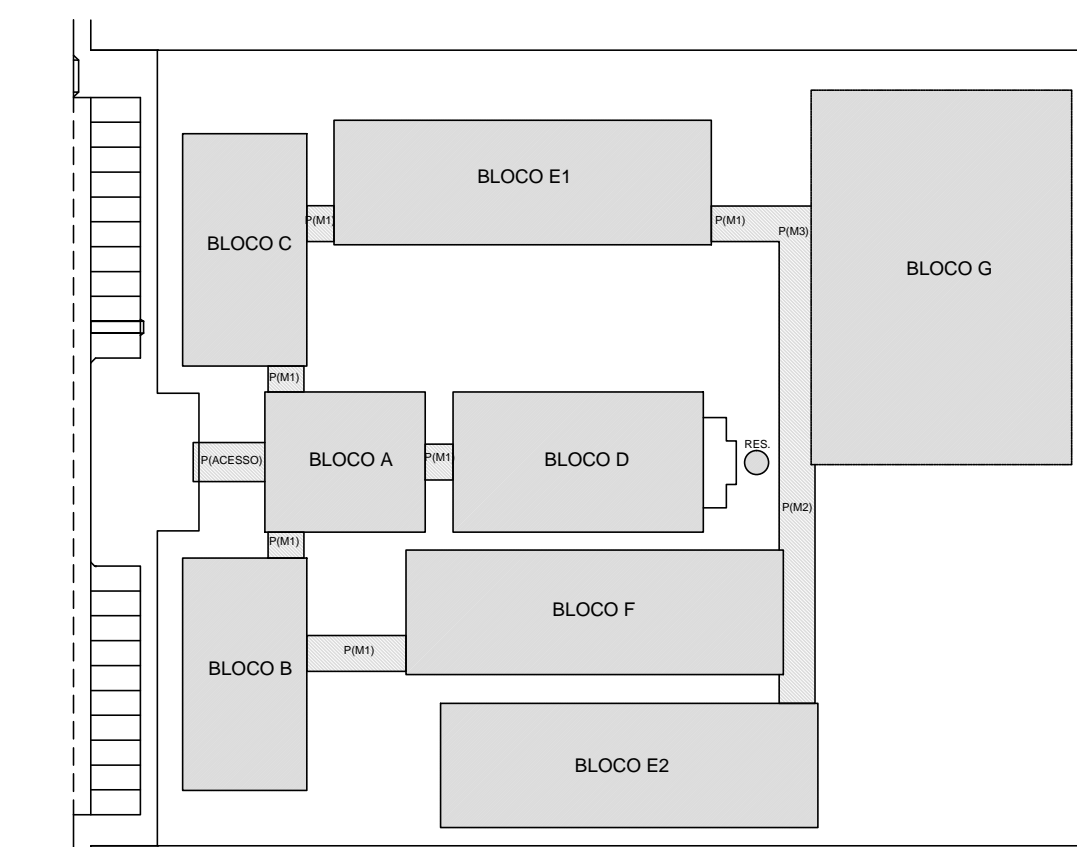 BLOCO E1
P(M1)
P(M1)
P(M3)
BLOCO C
BLOCO G
P(M1)
RES.
P(ACESSO)
BLOCO A
P(M1)
BLOCO D
P(M2)
P(M1)
BLOCO F
P(M1)
BLOCO B
BLOCO E2